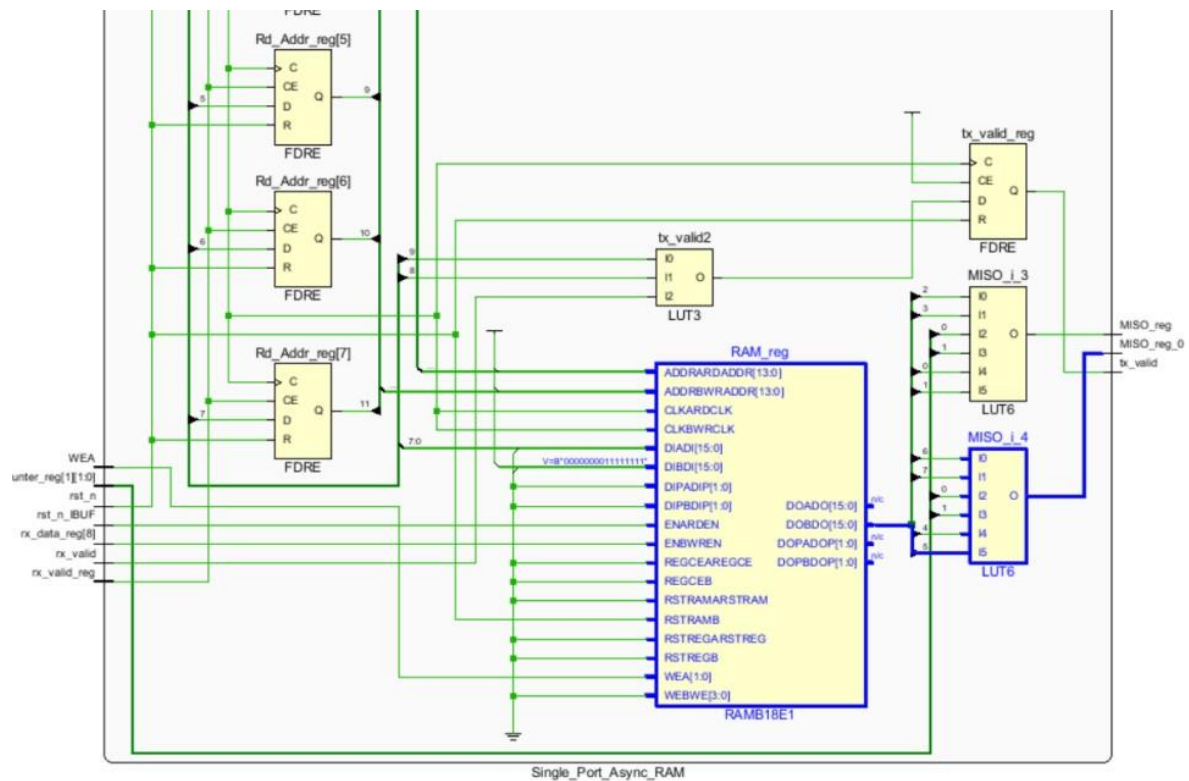 FDRE
Rd_Addr_reg[5]
C
CE
D
R
Q
5
9
FDRE
Rd_Addr_reg[6]
C
CE
D
R
Q
6
10
FDRE
Rd_Addr_reg[7]
C
CE
D
R
Q
7
11
FDRE
tx_valid2
9
8
I0
I1
I2
O
LUT3
tx_valid_reg
C
CE
D
R
Q
FDRE
MISO_i_3
2
3
0
1
0
1
I0
I1
I2
I3
I4
I5
O
LUT6
MISO_i_4
6
7
0
1
4
5
I0
I1
I2
I3
I4
I5
O
LUT6
MISO_reg
MISO_reg_0
tx_valid
WEA
unter_reg[1][1:0]
rst_n
rst_n_IBUF
rx_data_reg[8]
rx_valid
rx_valid_reg
RAM_reg
7:0
V=B"0000000011111111"
ADDRARDADDR[13:0]
ADDRBWRADDR[13:0]
CLKARDCLK
CLKBWRCLK
DIADI[15:0]
DIBDI[15:0]
DIPADIP[1:0]
DIPBDIP[1:0]
ENARDEN
ENBWREN
REGCEAREGCE
REGCEB
RSTRAMARSTRAM
RSTRAMB
RSTREGARSTREG
RSTREGB
WEA[1:0]
WEBWE[3:0]
DOADO[15:0]
n/c
DOBDO[15:0]
DOPADOP[1:0]
n/c
DOPBDOP[1:0]
n/c
RAMB18E1
Single_Port_Async_RAM